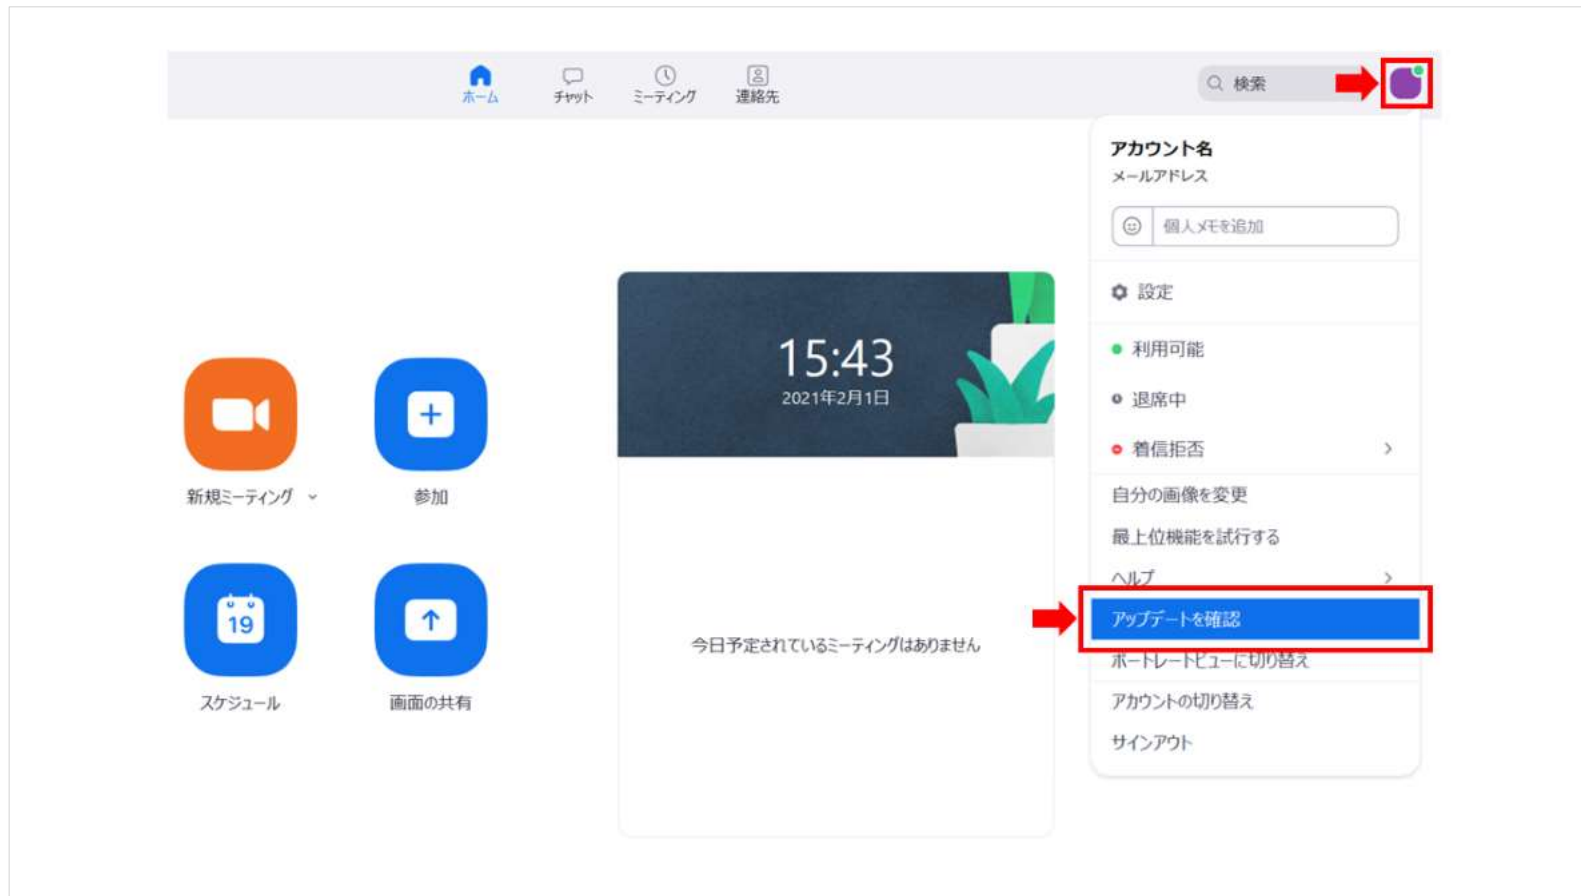 ホーム
チャット
ミーティング
連絡先
検索
アカウント名
メールアドレス
個人メモを追加
設定
利用可能
退席中
着信拒否
自分の画像を変更
最上位機能を試行する
ヘルプ
アップデートを確認
ポートレートビューに切り替え
アカウントの切り替え
サインアウト
15:43
2021年2月1日
今日予定されているミーティングはありません
新規ミーティング
参加
19
スケジュール
画面の共有